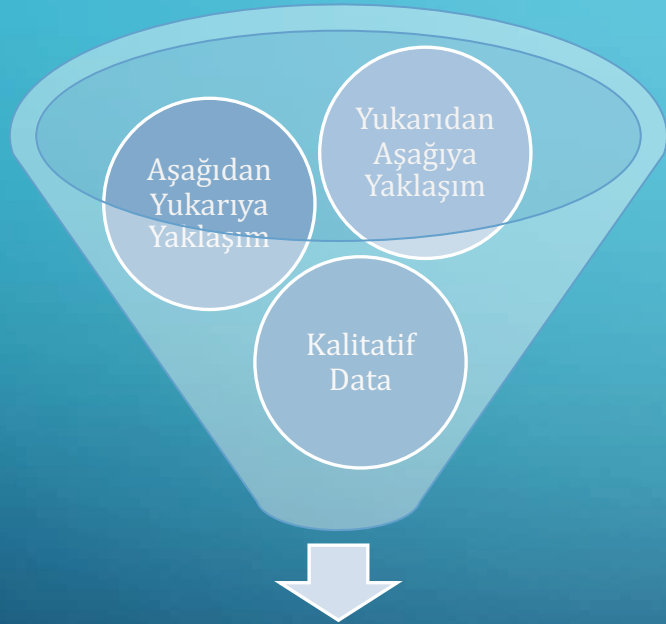 Aşağıdan
Yukarıya
Yaklaşım
Yukarıdan
Aşağıya
Yaklaşım
Kalitatif
Data